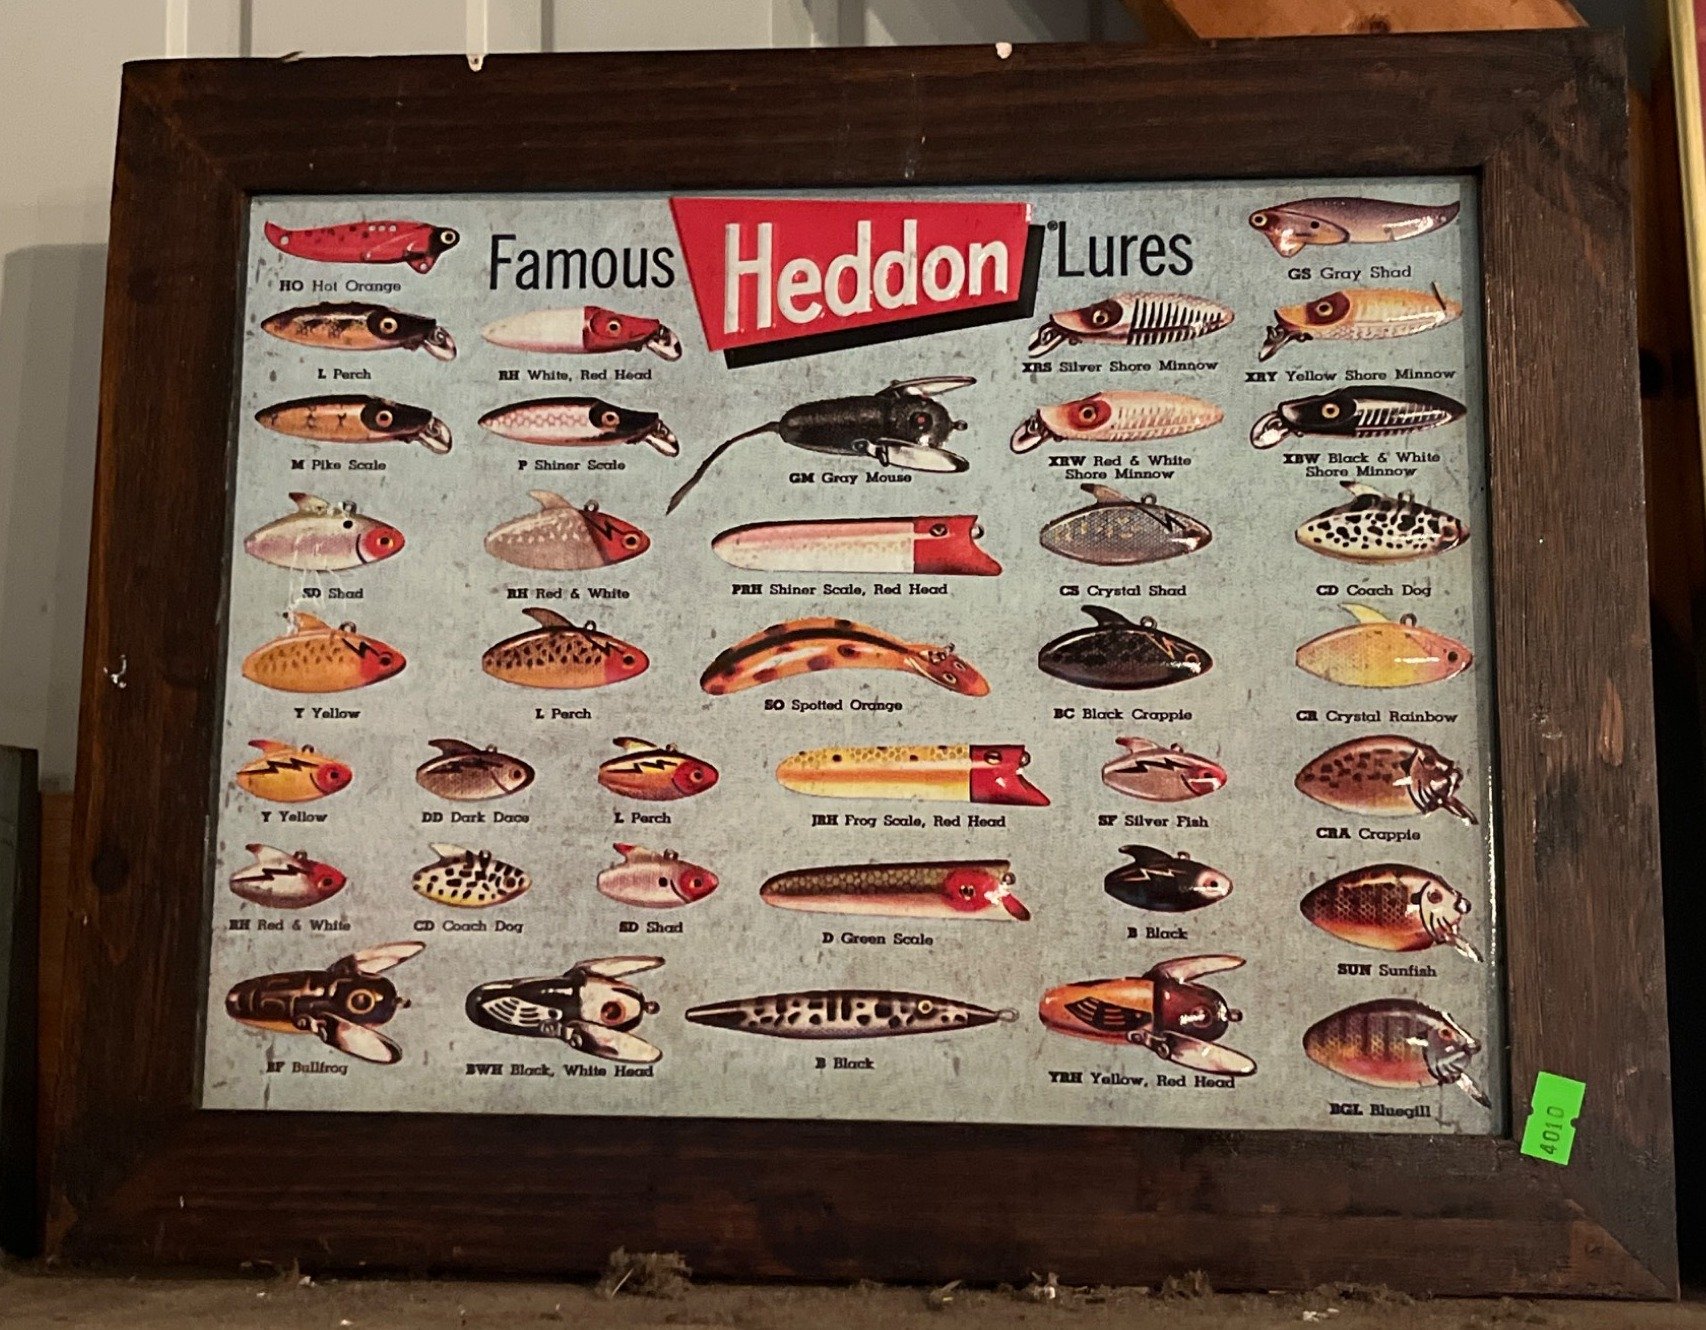 Famous Heddon® Lures
HO Hot Orange
GS Gray Shad
L Perch
RH White, Red Head
XRS Silver Shore Minnow
XRY Yellow Shore Minnow
M Pike Scale
P Shiner Scale
GM Gray Mouse
XRW Red & White
Shore Minnow
XBW Black & White
Shore Minnow
SD Shad
RH Red & White
PRH Shiner Scale, Red Head
CS Crystal Shad
CD Coach Dog
Y Yellow
L Perch
SO Spotted Orange
BC Black Crappie
CR Crystal Rainbow
Y Yellow
DD Dark Dace
L Perch
JRH Frog Scale, Red Head
SF Silver Fish
CRA Crappie
RH Red & White
CD Coach Dog
SD Shad
D Green Scale
B Black
SUN Sunfish
BF Bullfrog
BWH Black, White Head
B Black
YRH Yellow, Red Head
BGL Bluegill
4010